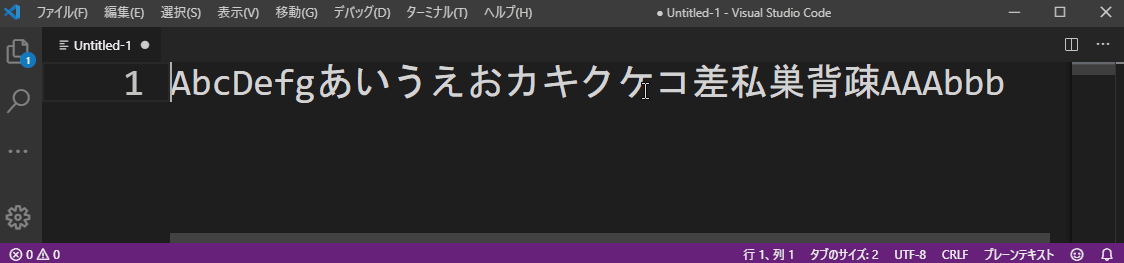 ファイル(F) 編集(E) 選択(S) 表示(V) 移動(G) デバッグ(D) ターミナル(T) ヘルプ(H) ● Untitled-1 - Visual Studio Code
Untitled-1 ●
1
1 AbcDefgあいうえおカキクケコ差私巣背疎AAAbbb
0 0 行 1、列 1 タブのサイズ: 2 UTF-8 CRLF プレーンテキスト